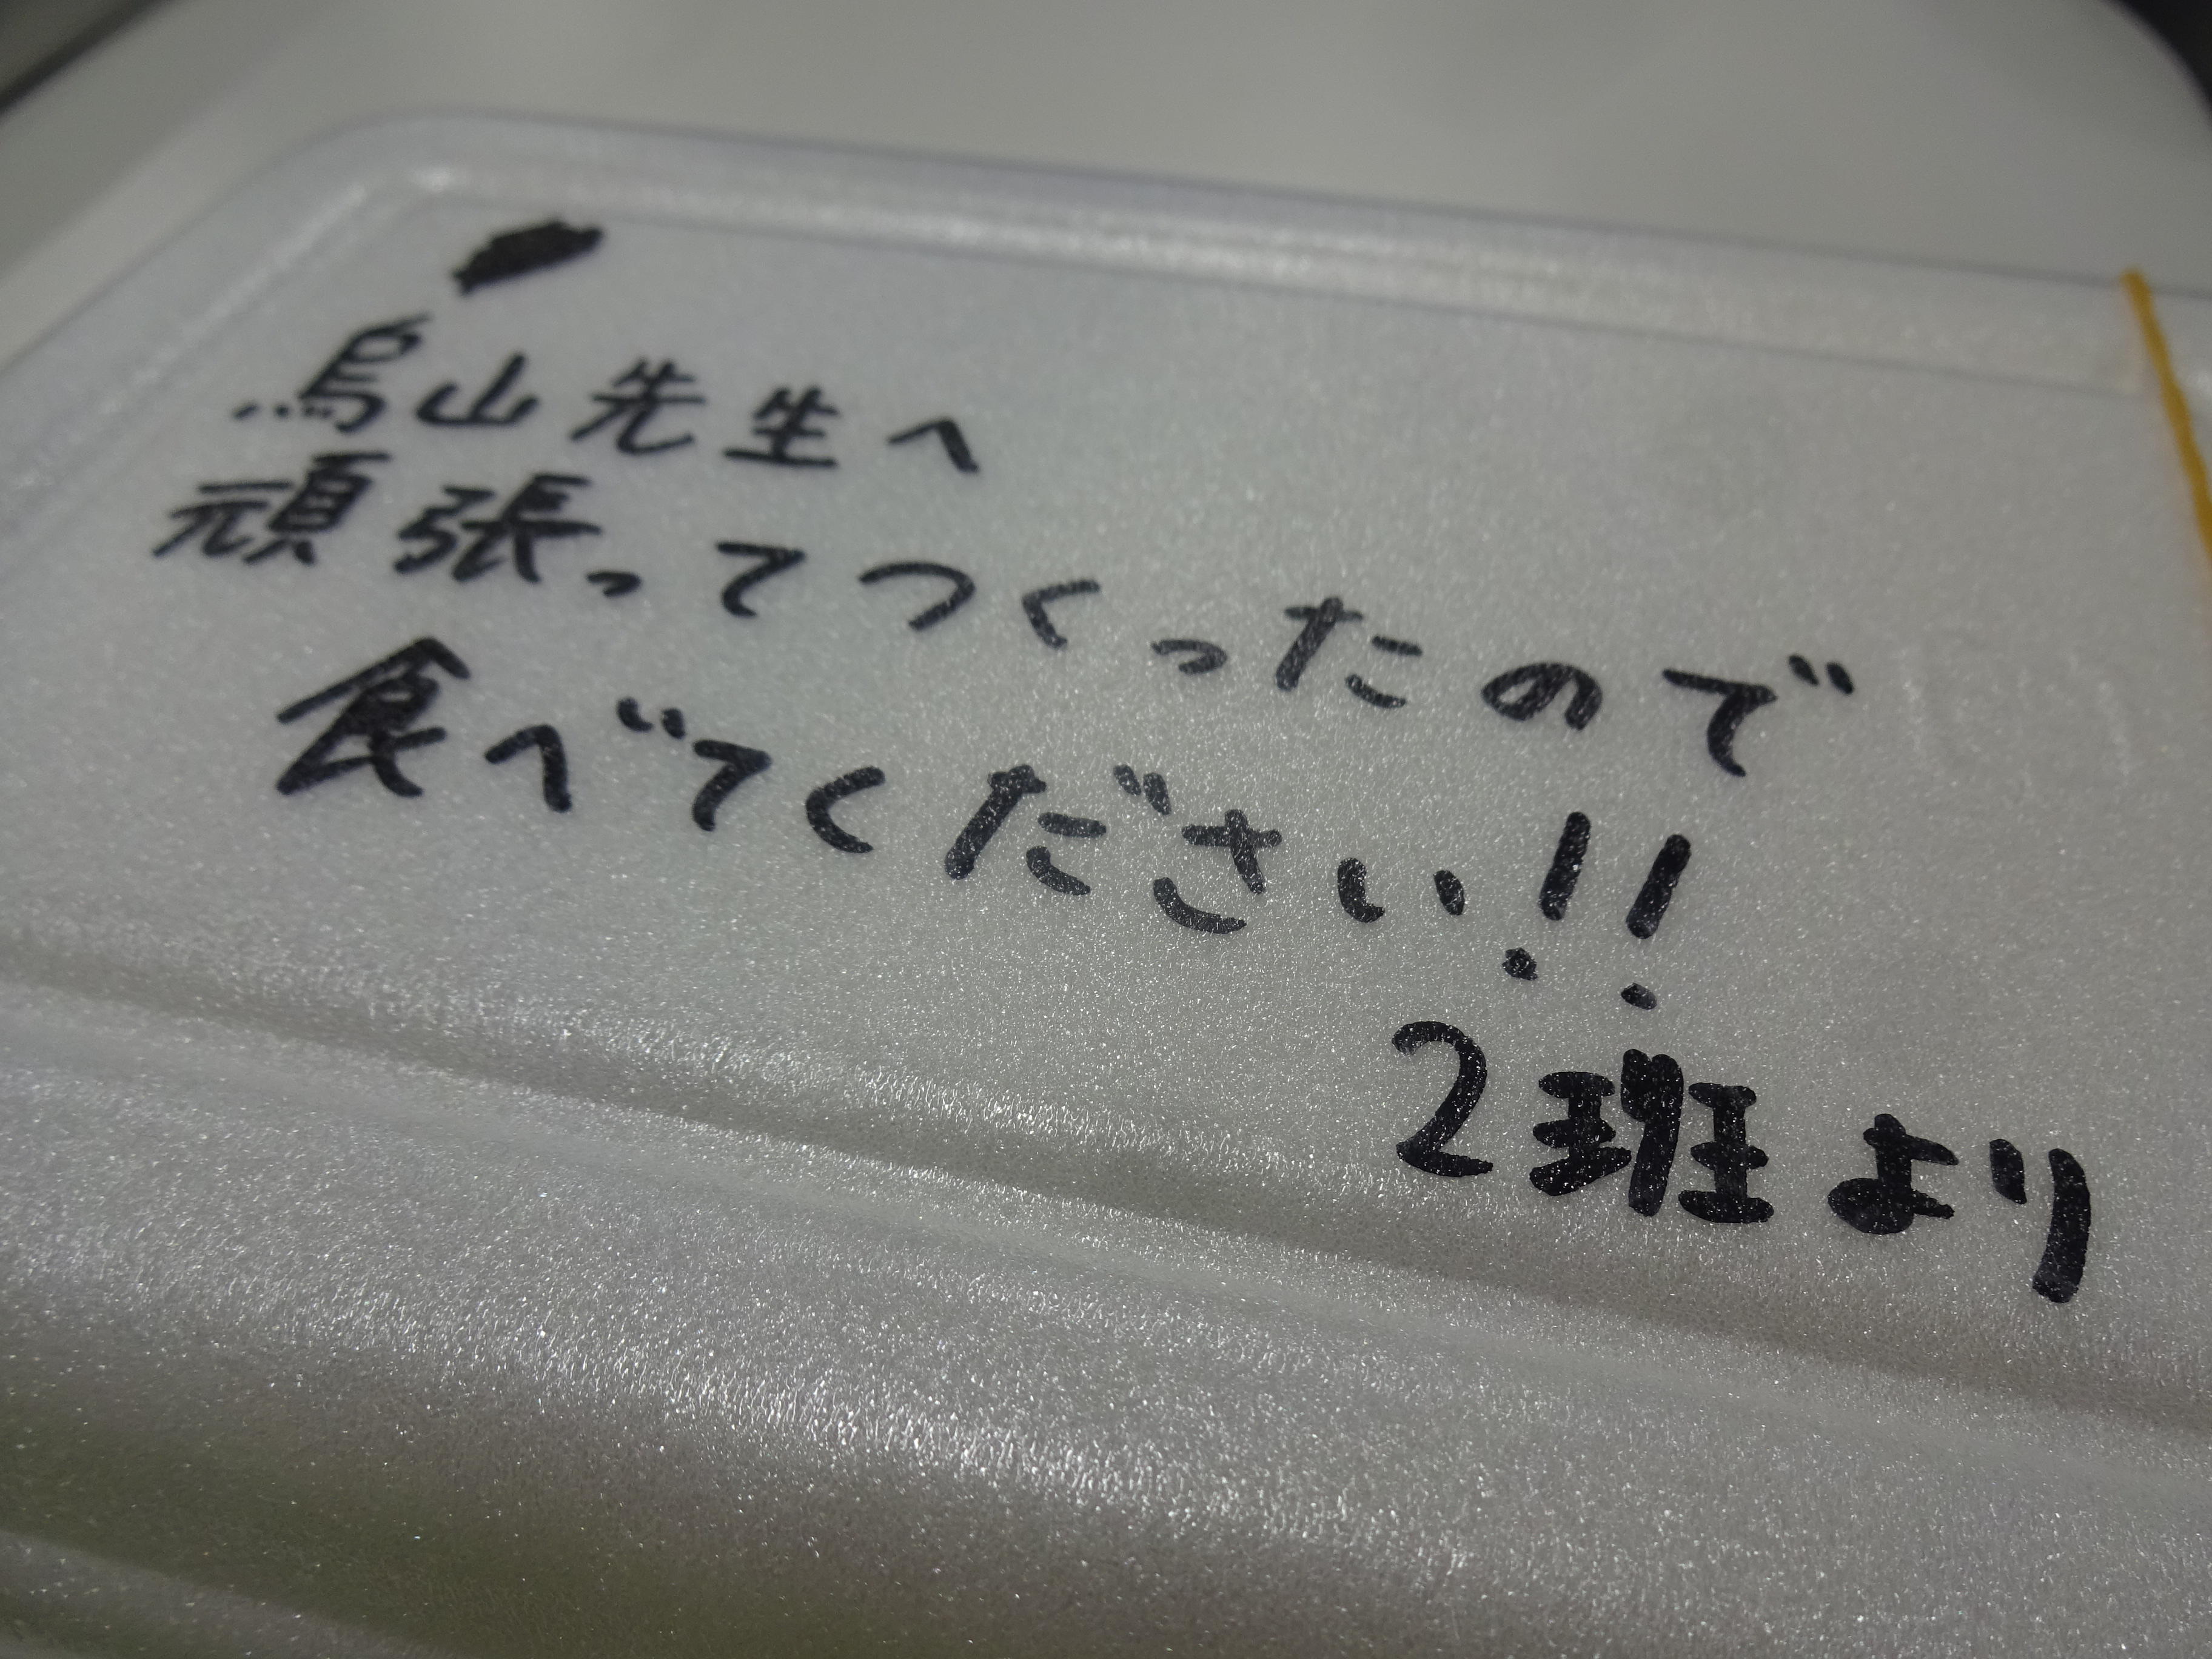 烏山先生へ
頑張ってつくったので
食べてください!!
2班より